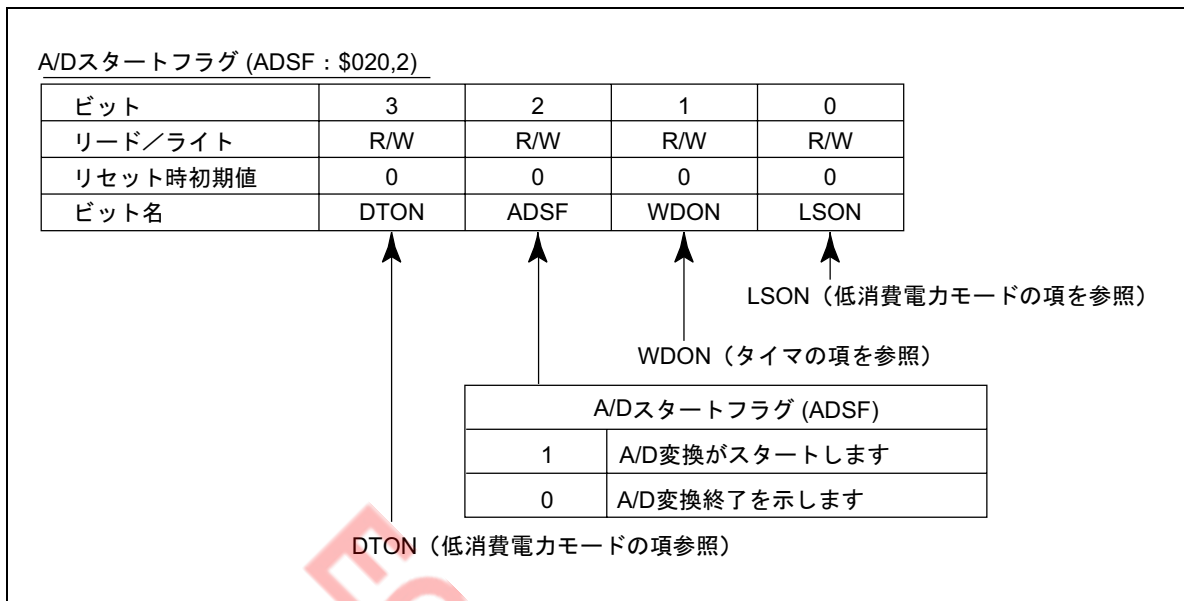 A/Dスタートフラグ (ADSF：$020,2)
ビット 3 2 1 0
リード／ライト R/W R/W R/W R/W
リセット時初期値 0 0 0 0
ビット名 DTON ADSF WDON LSON
LSON（低消費電力モードの項を参照）
WDON（タイマの項を参照）
A/Dスタートフラグ (ADSF)
1 A/D変換がスタートします
0 A/D変換終了を示します
DTON（低消費電力モードの項参照）